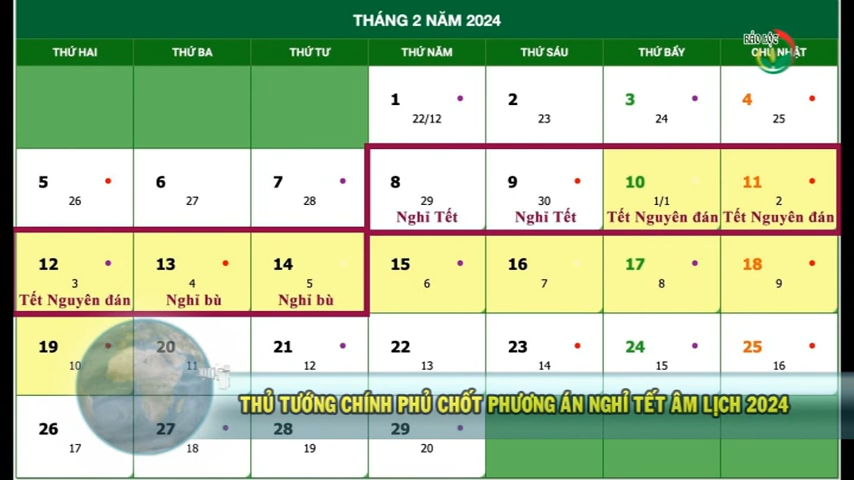 THÁNG 2 NĂM 2024
BẢO LỘC
THỨ HAI THỨ BA THỨ TƯ THỨ NĂM THỨ SÁU THỨ BẨY CHỦ NHẬT
1 2 3 4
22/12 23 24 25
5 6 7 8 9 10 11
26 27 28 29 30 1/1 2
Nghỉ Tết Nghỉ Tết Tết Nguyên đán Tết Nguyên đán
12 13 14 15 16 17 18
3 4 5 6 7 8 9
Tết Nguyên đán Nghỉ bù Nghỉ bù
19 20 21 22 23 24 25
10 11 12 13 14 15 16
THỦ TƯỚNG CHÍNH PHỦ CHỐT PHƯƠNG ÁN NGHỈ TẾT ÂM LỊCH 2024
26 27 28 29
17 18 19 20